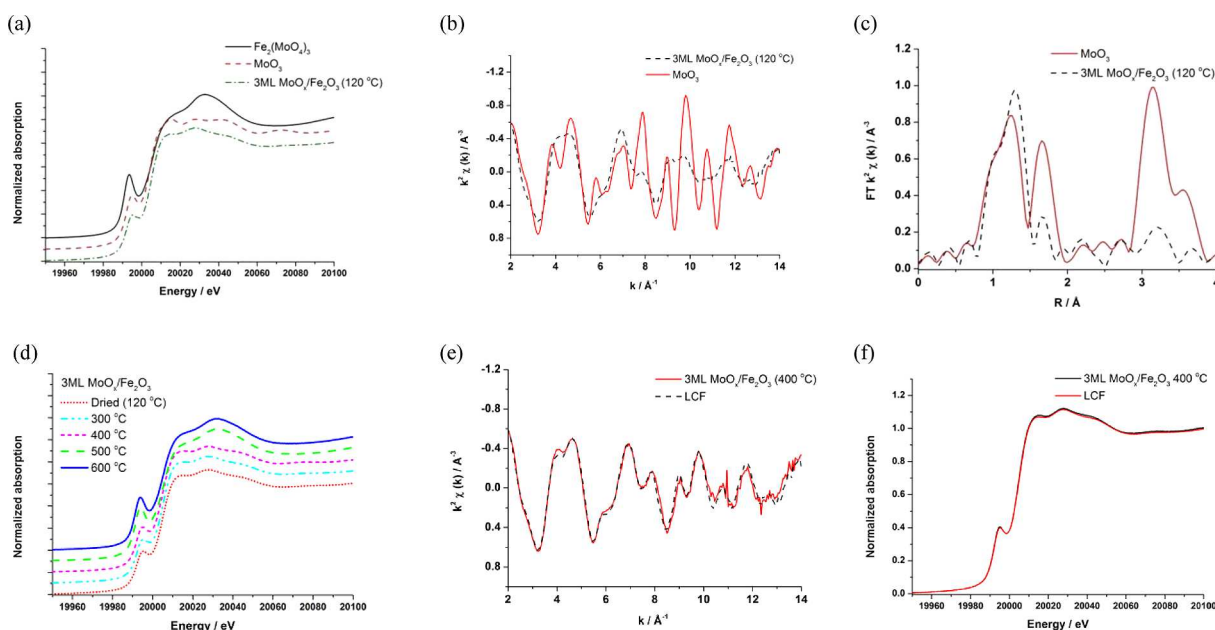 (a)
Fe₂(MoO₄)₃
MoO₃
3ML MoOₓ/Fe₂O₃ (120 °C)
Normalized absorption
19960 19980 20000 20020 20040 20060 20080 20100
Energy / eV
(b)
3ML MoOₓ/Fe₂O₃ (120 °C)
MoO₃
k² χ (k) / A⁻³
-1.2
-0.8
-0.4
0.0
0.4
0.8
2 4 6 8 10 12 14
k / Å⁻¹
(c)
MoO₃
3ML MoOₓ/Fe₂O₃ (120 °C)
FT k² χ (k) / A⁻³
1.2
1.0
0.8
0.6
0.4
0.2
0.0
0 1 2 3 4
R / Å
(d)
3ML MoOₓ/Fe₂O₃
Dried (120 °C)
300 °C
400 °C
500 °C
600 °C
Normalized absorption
19960 19980 20000 20020 20040 20060 20080 20100
Energy / eV
(e)
3ML MoOₓ/Fe₂O₃ (400 °C)
LCF
k² χ (k) / A⁻³
-1.2
-0.8
-0.4
0.0
0.4
0.8
2 4 6 8 10 12 14
k / Å⁻¹
(f)
3ML MoOₓ/Fe₂O₃ 400 °C
LCF
Normalized absorption
1.2
1.0
0.8
0.6
0.4
0.2
0.0
19960 19980 20000 20020 20040 20060 20080 20100
Energy / eV